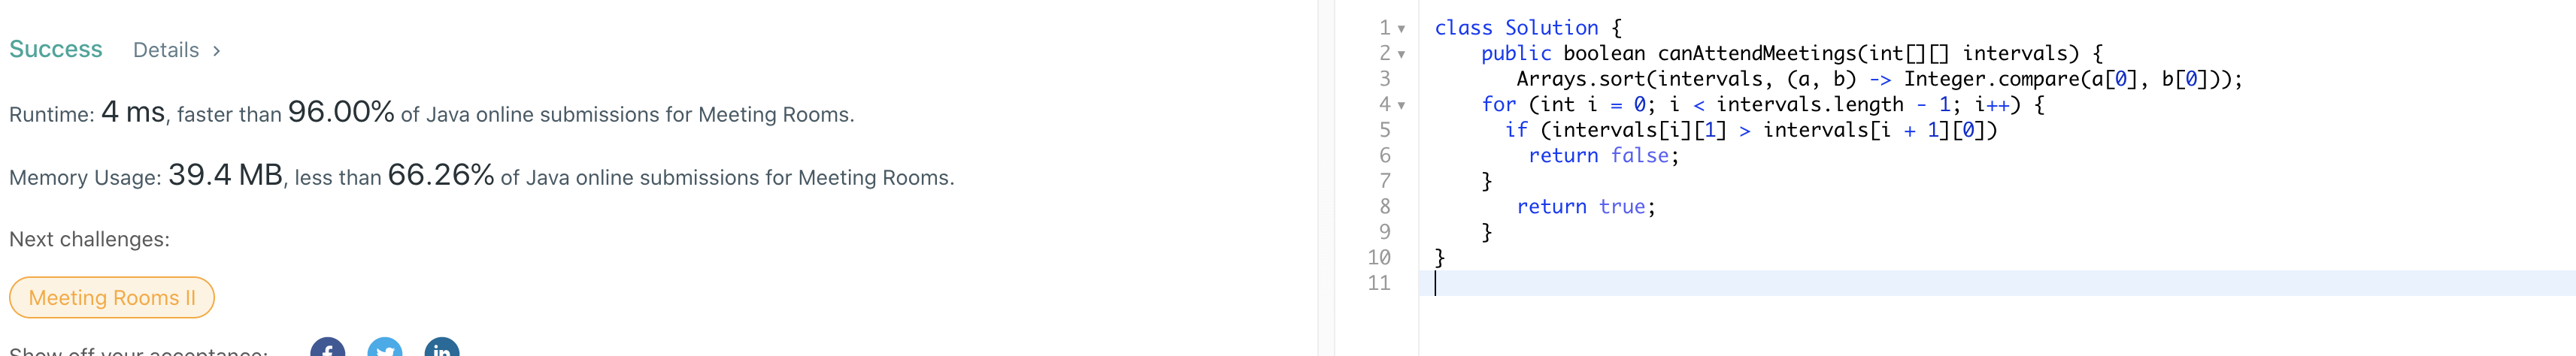 Success Details >
Runtime: 4 ms, faster than 96.00% of Java online submissions for Meeting Rooms.
Memory Usage: 39.4 MB, less than 66.26% of Java online submissions for Meeting Rooms.
Next challenges:
Meeting Rooms II
Show off your acceptance:
1 class Solution {
2 public boolean canAttendMeetings(int[][] intervals) {
3 Arrays.sort(intervals, (a, b) -> Integer.compare(a[0], b[0]));
4 for (int i = 0; i < intervals.length - 1; i++) {
5 if (intervals[i][1] > intervals[i + 1][0])
6 return false;
7 }
8 return true;
9 }
10 }
11